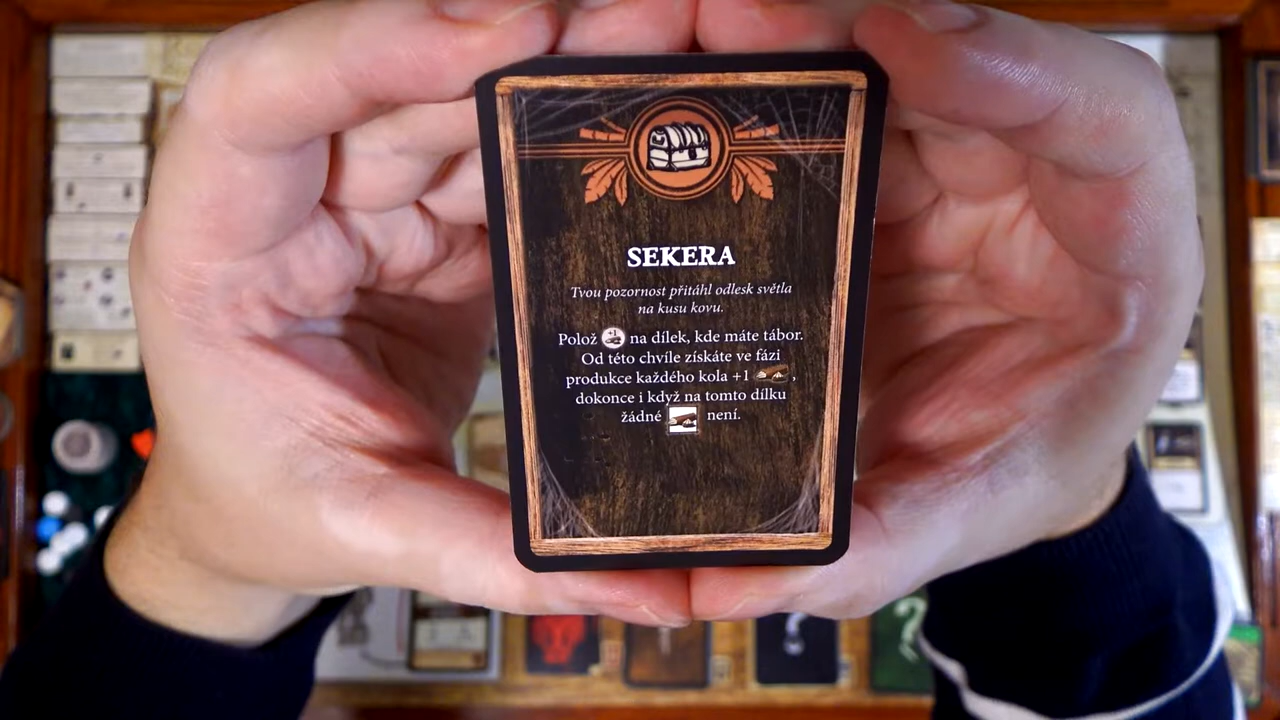 SEKERA
Tvou pozornost přitáhl odlesk světla
na kusu kovu.
Polož +1 na dílek, kde máte tábor.
Od této chvíle získáte ve fázi
produkce každého kola +1 ,
dokonce i když na tomto dílku
žádné není.